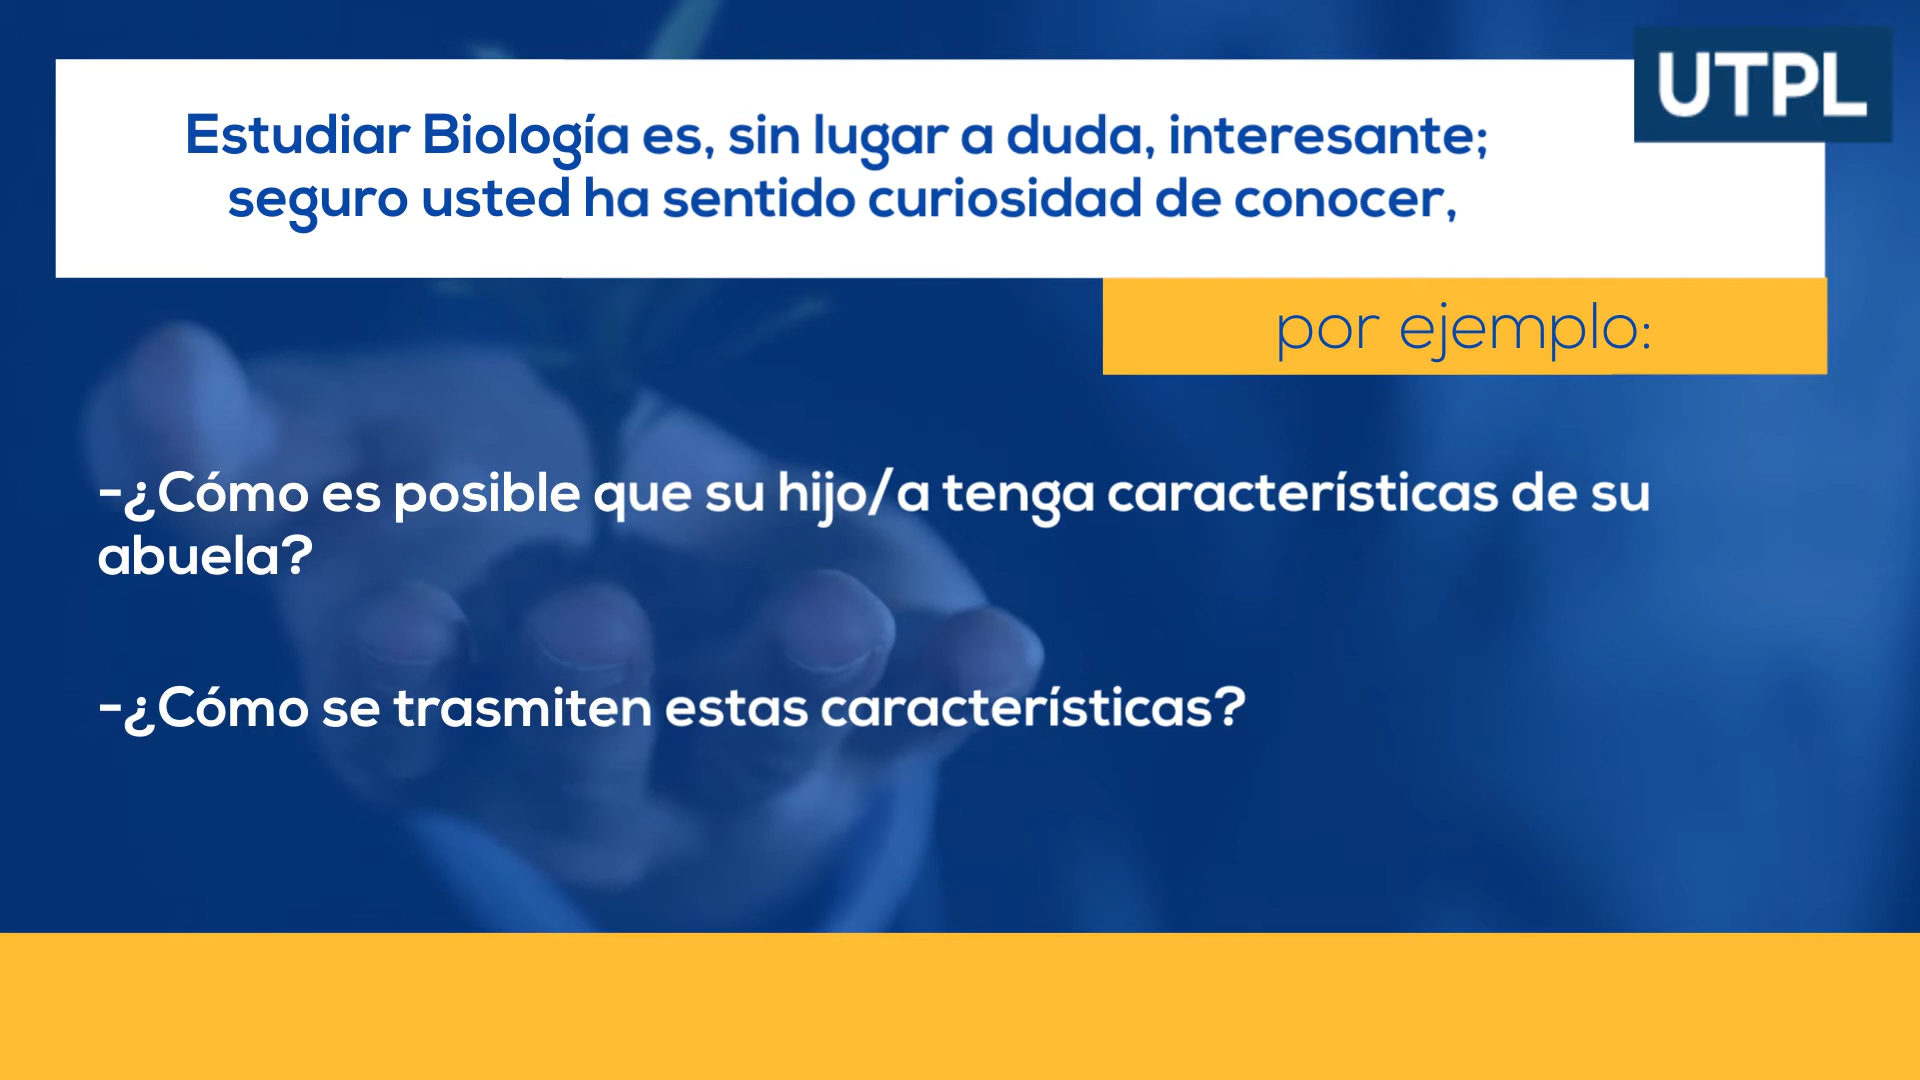 UTPL
Estudiar Biología es, sin lugar a duda, interesante;
seguro usted ha sentido curiosidad de conocer,
por ejemplo:
-¿Cómo es posible que su hijo/a tenga características de su
abuela?
-¿Cómo se trasmiten estas características?